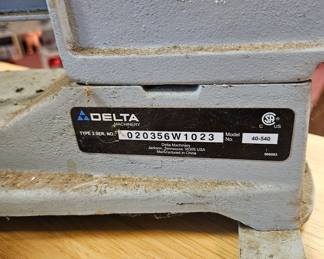 DELTA
MACHINERY
TYPE 2 SER. NO. 020356W1023
Model No. 40-540
Delta Machinery
Jackson, Tennessee 38305 USA
Manufactured in China
C US